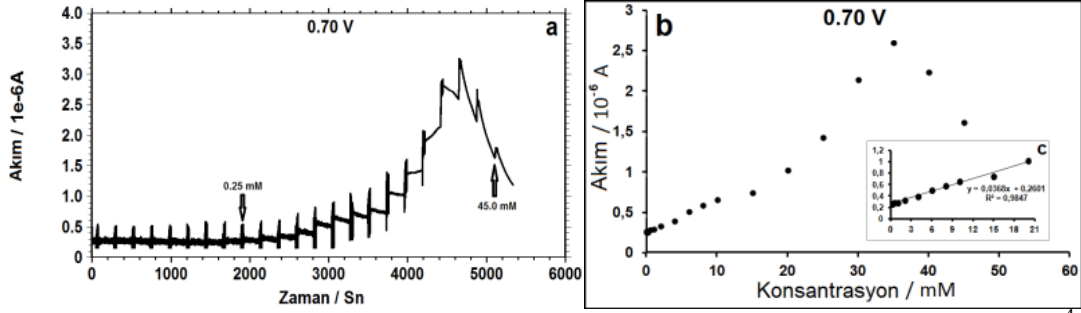 0.70 V
a
4.0
3.5
3.0
2.5
2.0
1.5
1.0
0.5
0.0
Akım / 1e-6A
0.25 mM
45.0 mM
0 1000 2000 3000 4000 5000 6000
Zaman / Sn
b
0.70 V
3
2,5
2
1,5
1
0,5
0
Akım / 10⁻⁶ A
c
1,2
1
0,8
0,6
0,4
0,2
0
y = 0,0368x + 0,2601
R² = 0,9847
0 3 6 9 12 15 18 21
0 10 20 30 40 50 60
Konsantrasyon / mM